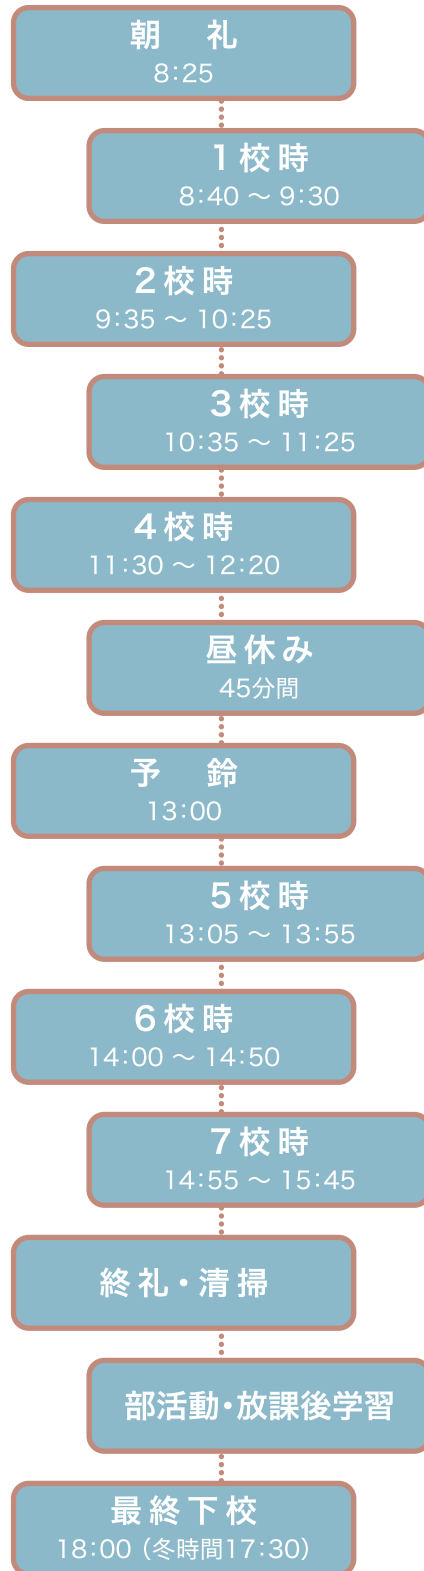 朝　礼
8:25
1校時
8:40 〜 9:30
2校時
9:35 〜 10:25
3校時
10:35 〜 11:25
4校時
11:30 〜 12:20
昼休み
45分間
予　鈴
13:00
5校時
13:05 〜 13:55
6校時
14:00 〜 14:50
7校時
14:55 〜 15:45
終礼・清掃
部活動・放課後学習
最終下校
18:00（冬時間17:30）